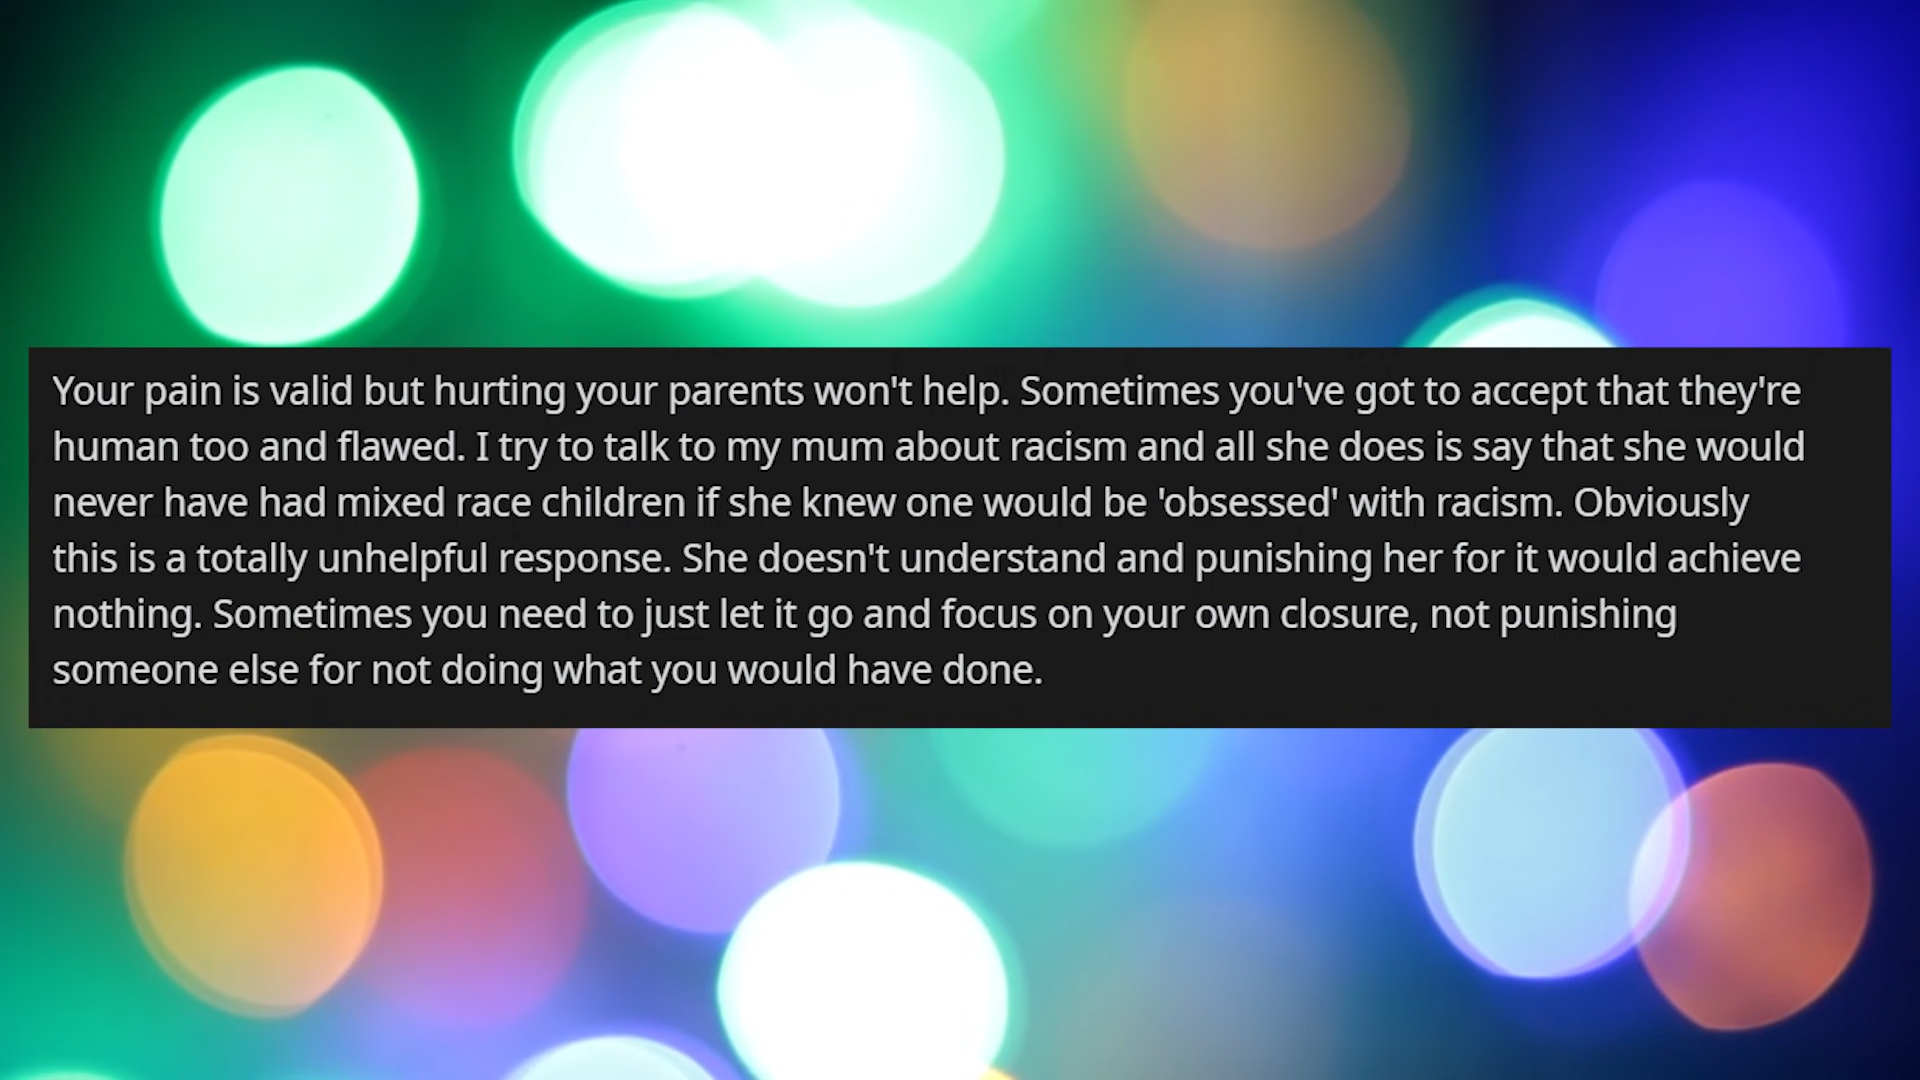 Your pain is valid but hurting your parents won't help. Sometimes you've got to accept that they're
human too and flawed. I try to talk to my mum about racism and all she does is say that she would
never have had mixed race children if she knew one would be 'obsessed' with racism. Obviously
this is a totally unhelpful response. She doesn't understand and punishing her for it would achieve
nothing. Sometimes you need to just let it go and focus on your own closure, not punishing
someone else for not doing what you would have done.